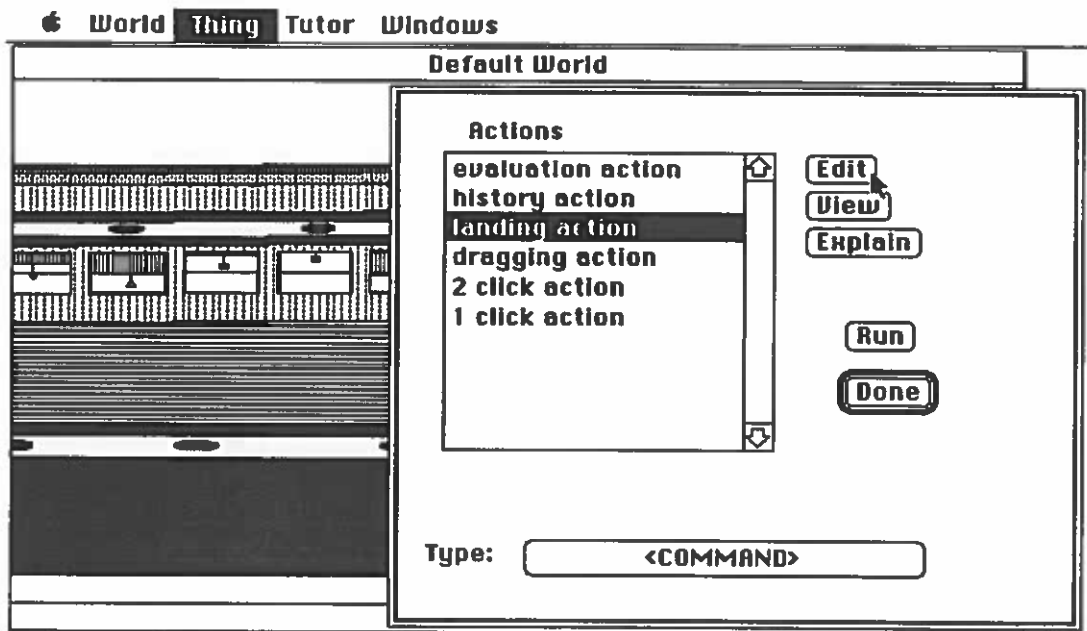 World Thing Tutor Windows
Default World
Actions
evaluation action
history action
landing action
dragging action
2 click action
1 click action
Edit
View
Explain
Run
Done
Type: <COMMAND>